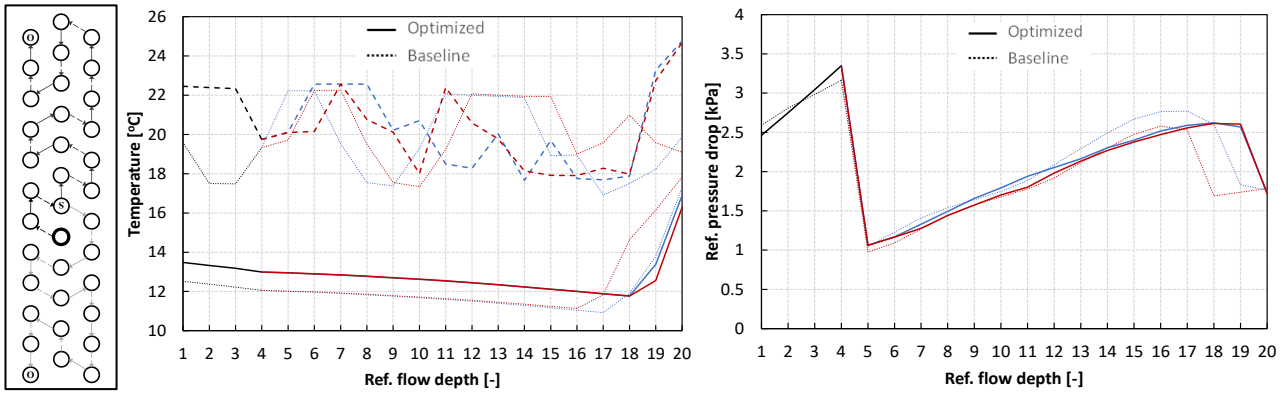 O
S
O
26
24
22
20
18
16
14
12
10
Temperature [ºC]
Optimized
Baseline
1 2 3 4 5 6 7 8 9 10 11 12 13 14 15 16 17 18 19 20
Ref. flow depth [-]
4
3.5
3
2.5
2
1.5
1
0.5
0
Ref. pressure drop [kPa]
Optimized
Baseline
1 2 3 4 5 6 7 8 9 10 11 12 13 14 15 16 17 18 19 20
Ref. flow depth [-]